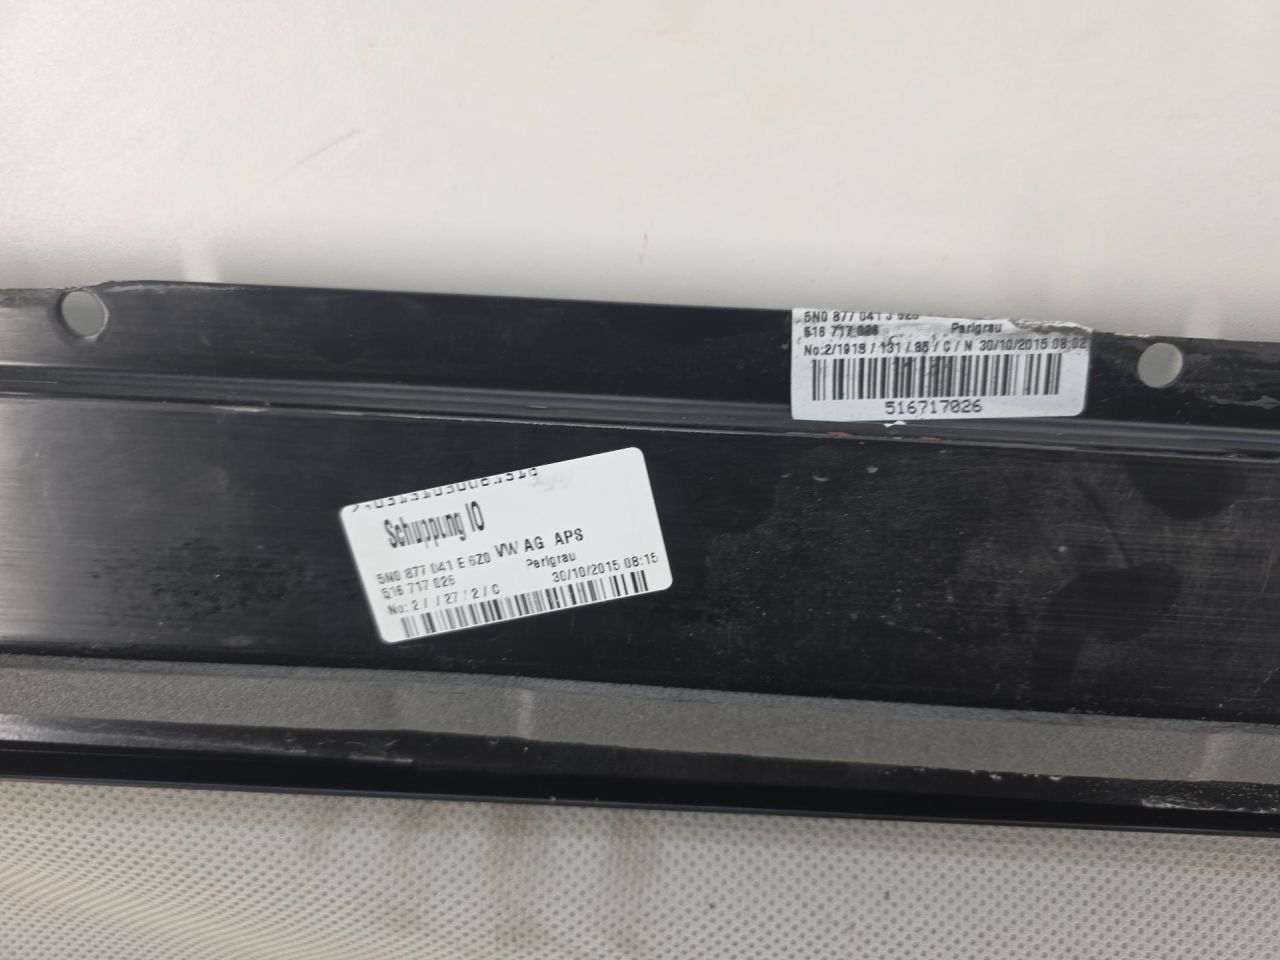 5N0 877 041 J 6Z0
516 717 026 Perlgrau
No:2/1918 / 131 / 85 / C / N 30/10/2015 08:02
516717026
Schuppung IO
5N0 877 041 E 6Z0 VW AG APS
516 717 026 Perlgrau
No: 2 / / 27 / 2 / C 30/10/2015 08:15